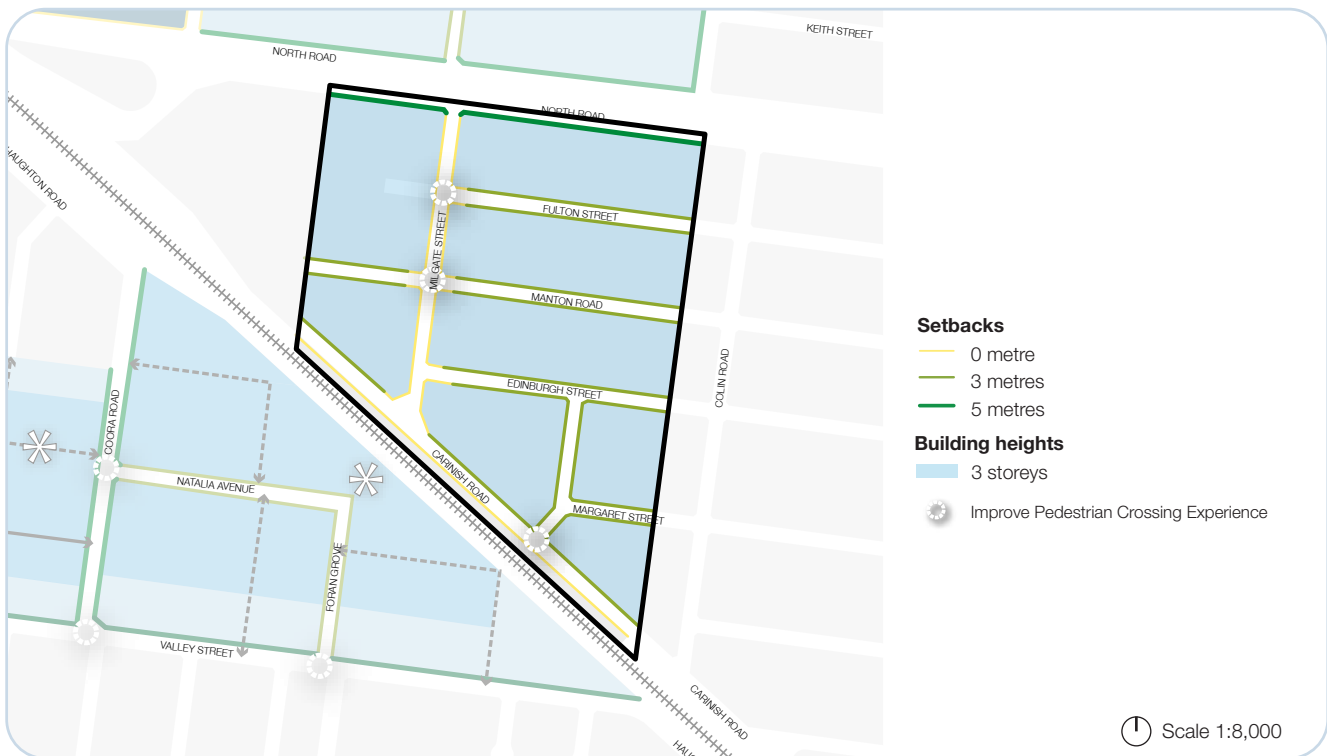 KEITH STREET
NORTH ROAD
NORTH ROAD
HAUGHTON ROAD
FULTON STREET
MILGATE STREET
MANTON ROAD
EDINBURGH STREET
COLIN ROAD
COORA ROAD
NATALIA AVENUE
CARINISH ROAD
MARGARET STREET
FORAN GROVE
VALLEY STREET
CARINISH ROAD
Setbacks
0 metre
3 metres
5 metres
Building heights
3 storeys
Improve Pedestrian Crossing Experience
Scale 1:8,000